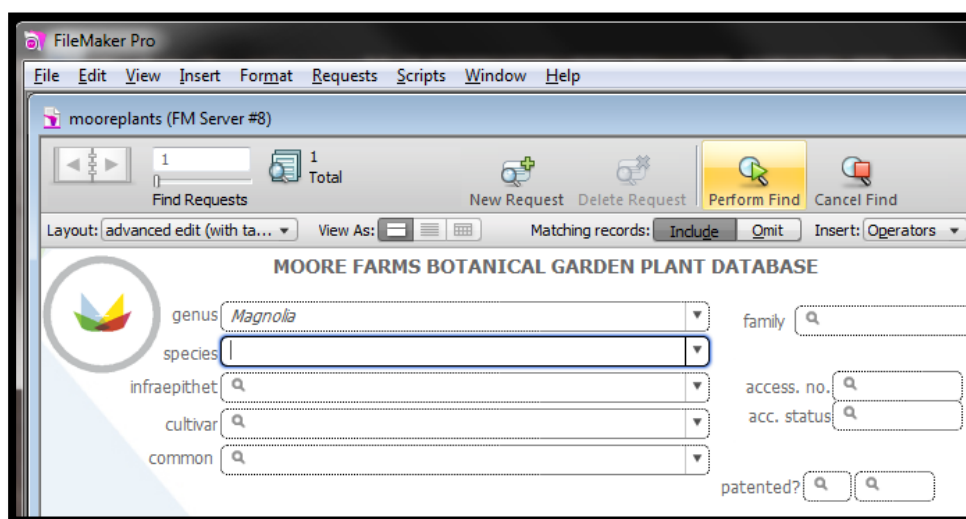 FileMaker Pro
File Edit View Insert Format Requests Scripts Window Help
mooreplants (FM Server #8)
1
Find Requests
1
Total
New Request
Delete Request
Perform Find
Cancel Find
Layout: advanced edit (with ta... View As: Matching records: Include Omit Insert: Operators
MOORE FARMS BOTANICAL GARDEN PLANT DATABASE
genus Magnolia family
species
infraepithet access. no.
cultivar acc. status
common
patented?